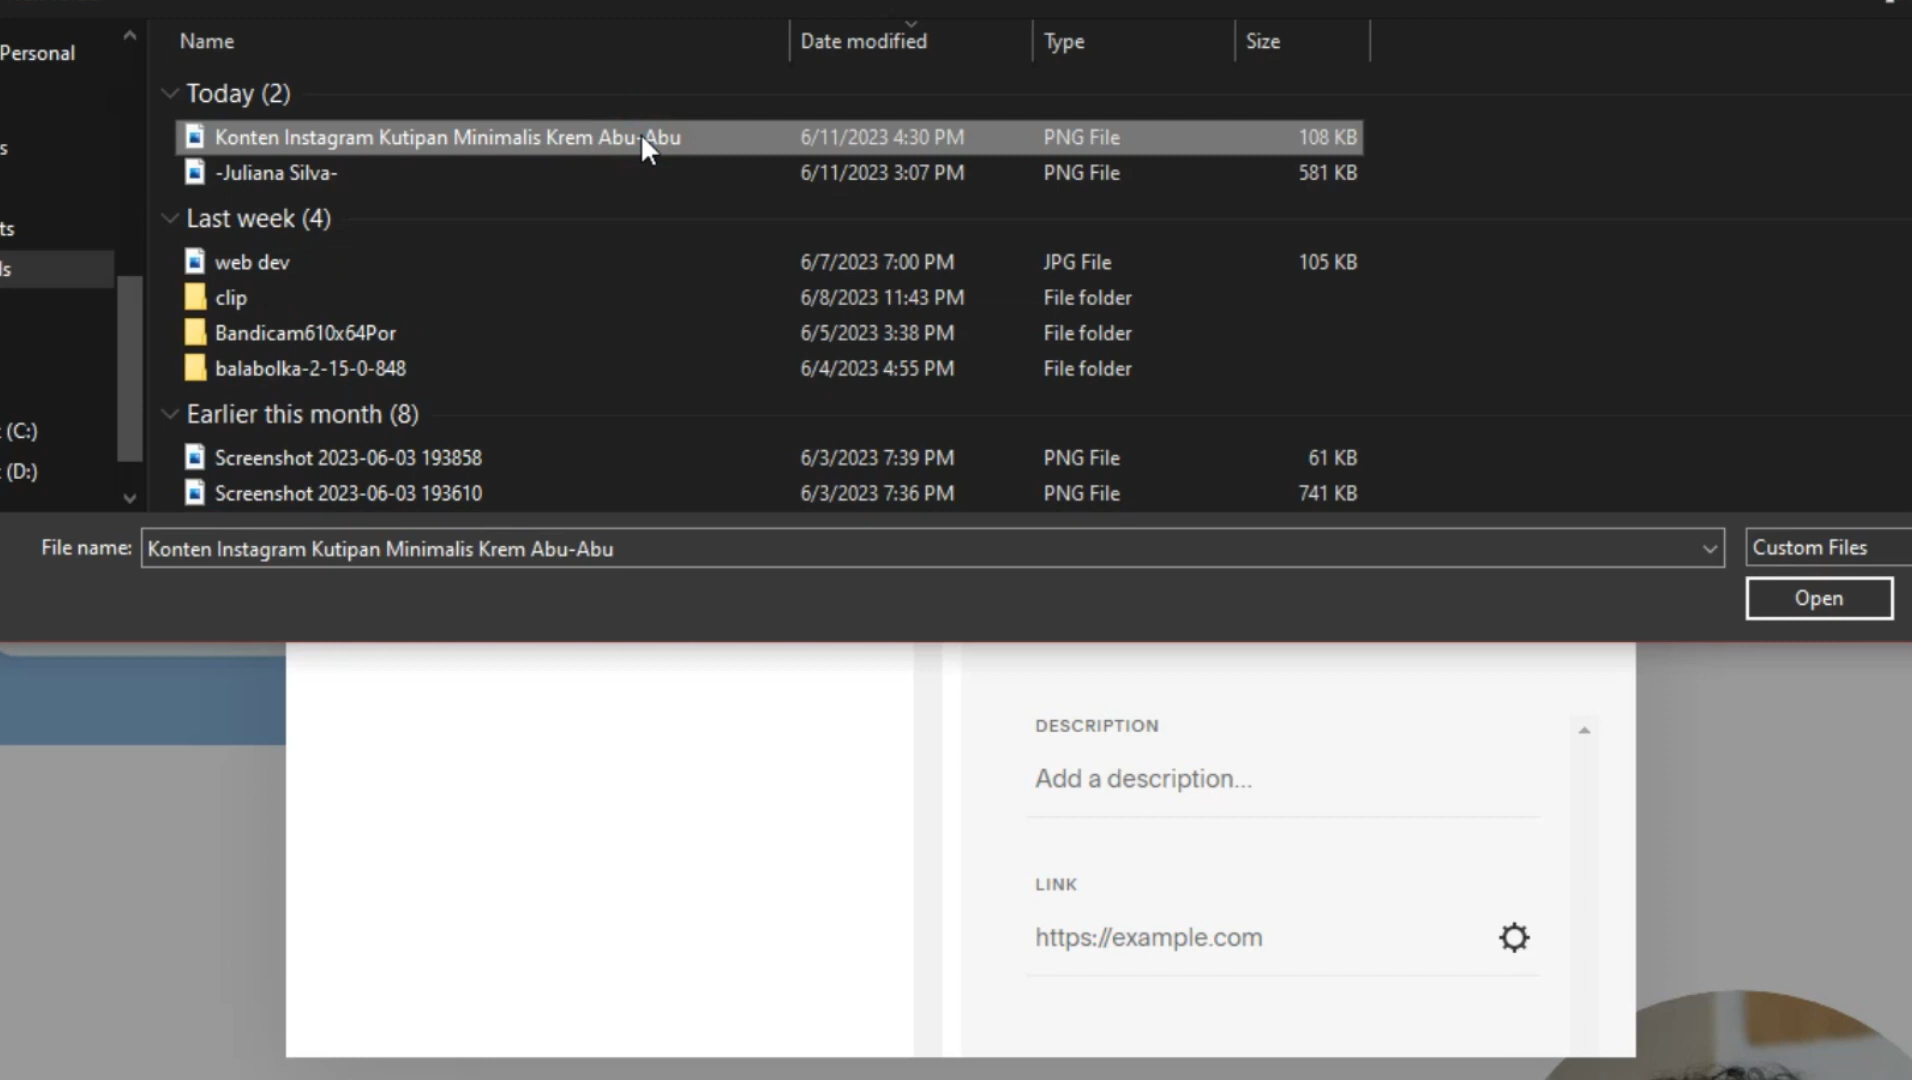 Personal
Name Date modified Type Size
Today (2)
Konten Instagram Kutipan Minimalis Krem Abu-Abu 6/11/2023 4:30 PM PNG File 108 KB
-Juliana Silva- 6/11/2023 3:07 PM PNG File 581 KB
Last week (4)
web dev 6/7/2023 7:00 PM JPG File 105 KB
clip 6/8/2023 11:43 PM File folder
Bandicam610x64Por 6/5/2023 3:38 PM File folder
balabolka-2-15-0-848 6/4/2023 4:55 PM File folder
Earlier this month (8)
(C:)
Screenshot 2023-06-03 193858 6/3/2023 7:39 PM PNG File 61 KB
(D:)
Screenshot 2023-06-03 193610 6/3/2023 7:36 PM PNG File 741 KB
File name: Konten Instagram Kutipan Minimalis Krem Abu-Abu Custom Files
Open
DESCRIPTION
Add a description...
LINK
https://example.com